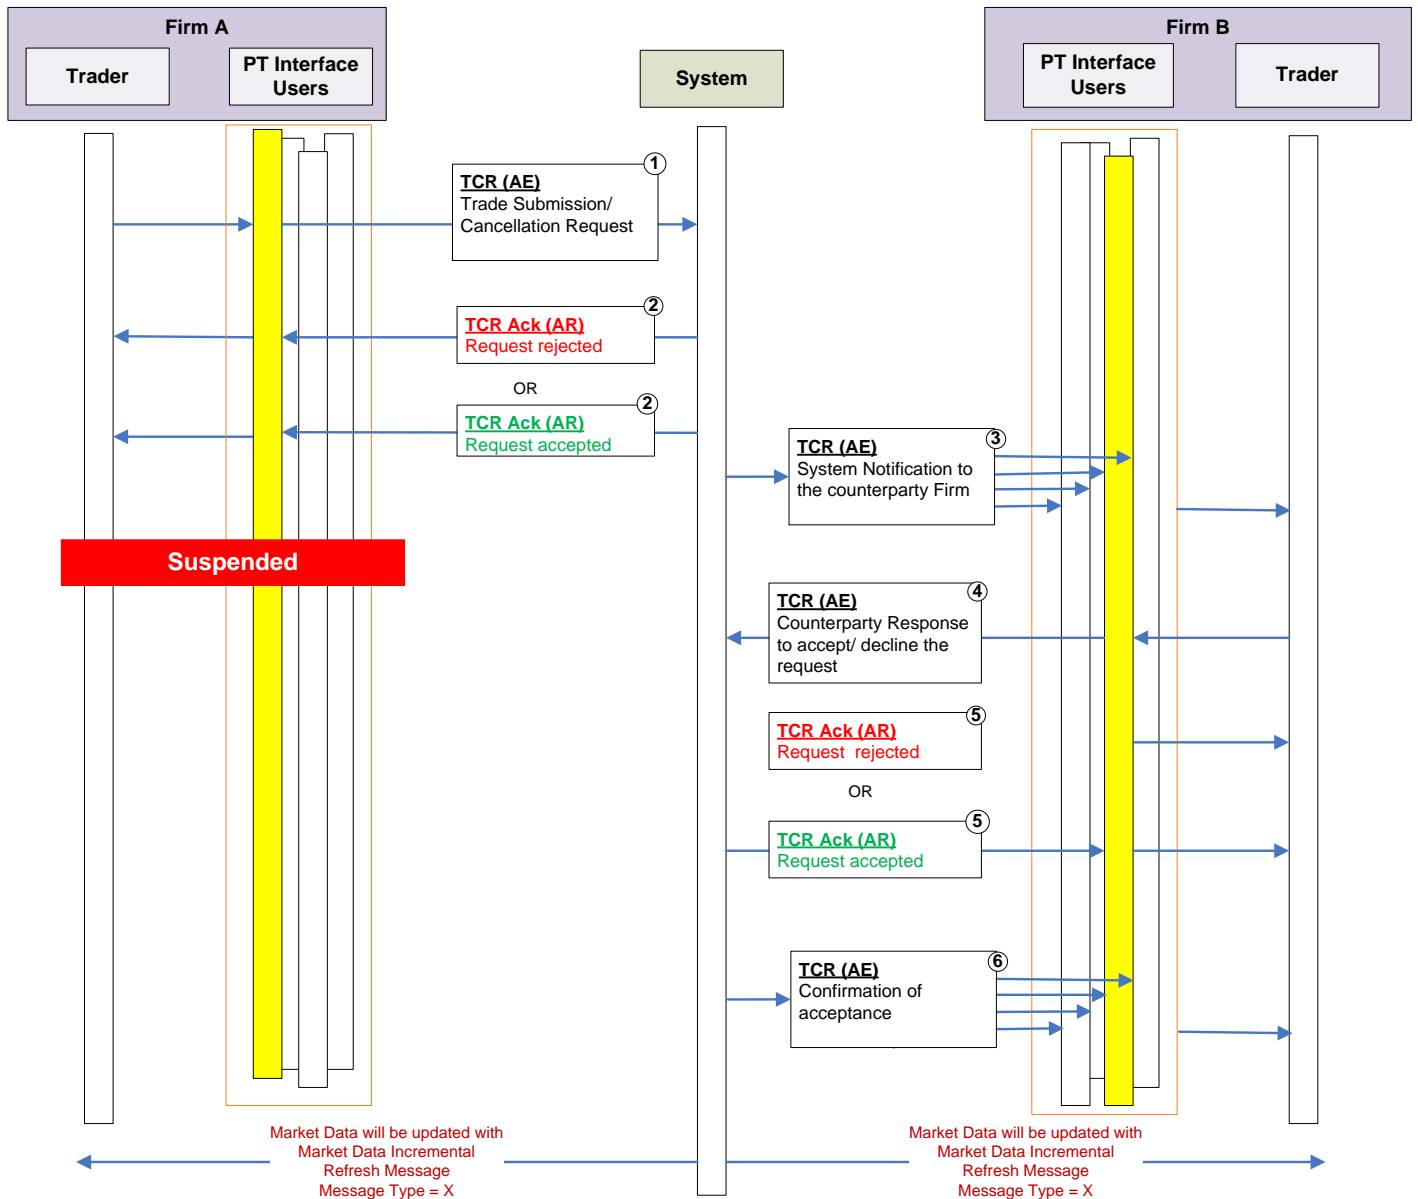 Firm A
Firm B
Trader
PT Interface
Users
System
PT Interface
Users
Trader
1
TCR (AE)
Trade Submission/
Cancellation Request
2
TCR Ack (AR)
Request rejected
OR
2
TCR Ack (AR)
Request accepted
3
TCR (AE)
System Notification to
the counterparty Firm
Suspended
4
TCR (AE)
Counterparty Response
to accept/ decline the
request
5
TCR Ack (AR)
Request  rejected
OR
5
TCR Ack (AR)
Request accepted
6
TCR (AE)
Confirmation of
acceptance
Market Data will be updated with
Market Data Incremental
Refresh Message
Message Type = X
Market Data will be updated with
Market Data Incremental
Refresh Message
Message Type = X